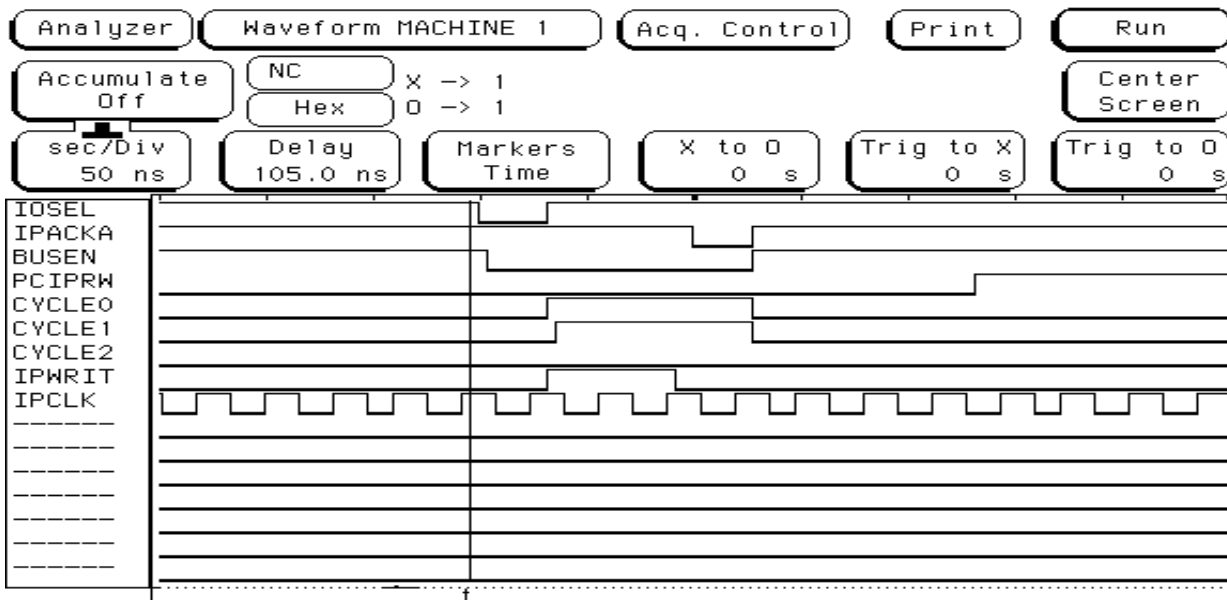 Analyzer Waveform MACHINE 1 Acq. Control Print Run
Accumulate Off NC X -> 1 Center Screen
Hex O -> 1
sec/Div Delay Markers X to O Trig to X Trig to O
50 ns 105.0 ns Time 0 s 0 s 0 s
IOSEL
IPACKA
BUSEN
PCIPRW
CYCLE0
CYCLE1
CYCLE2
IPWRIT
IPCLK
------
------
------
------
------
------
------